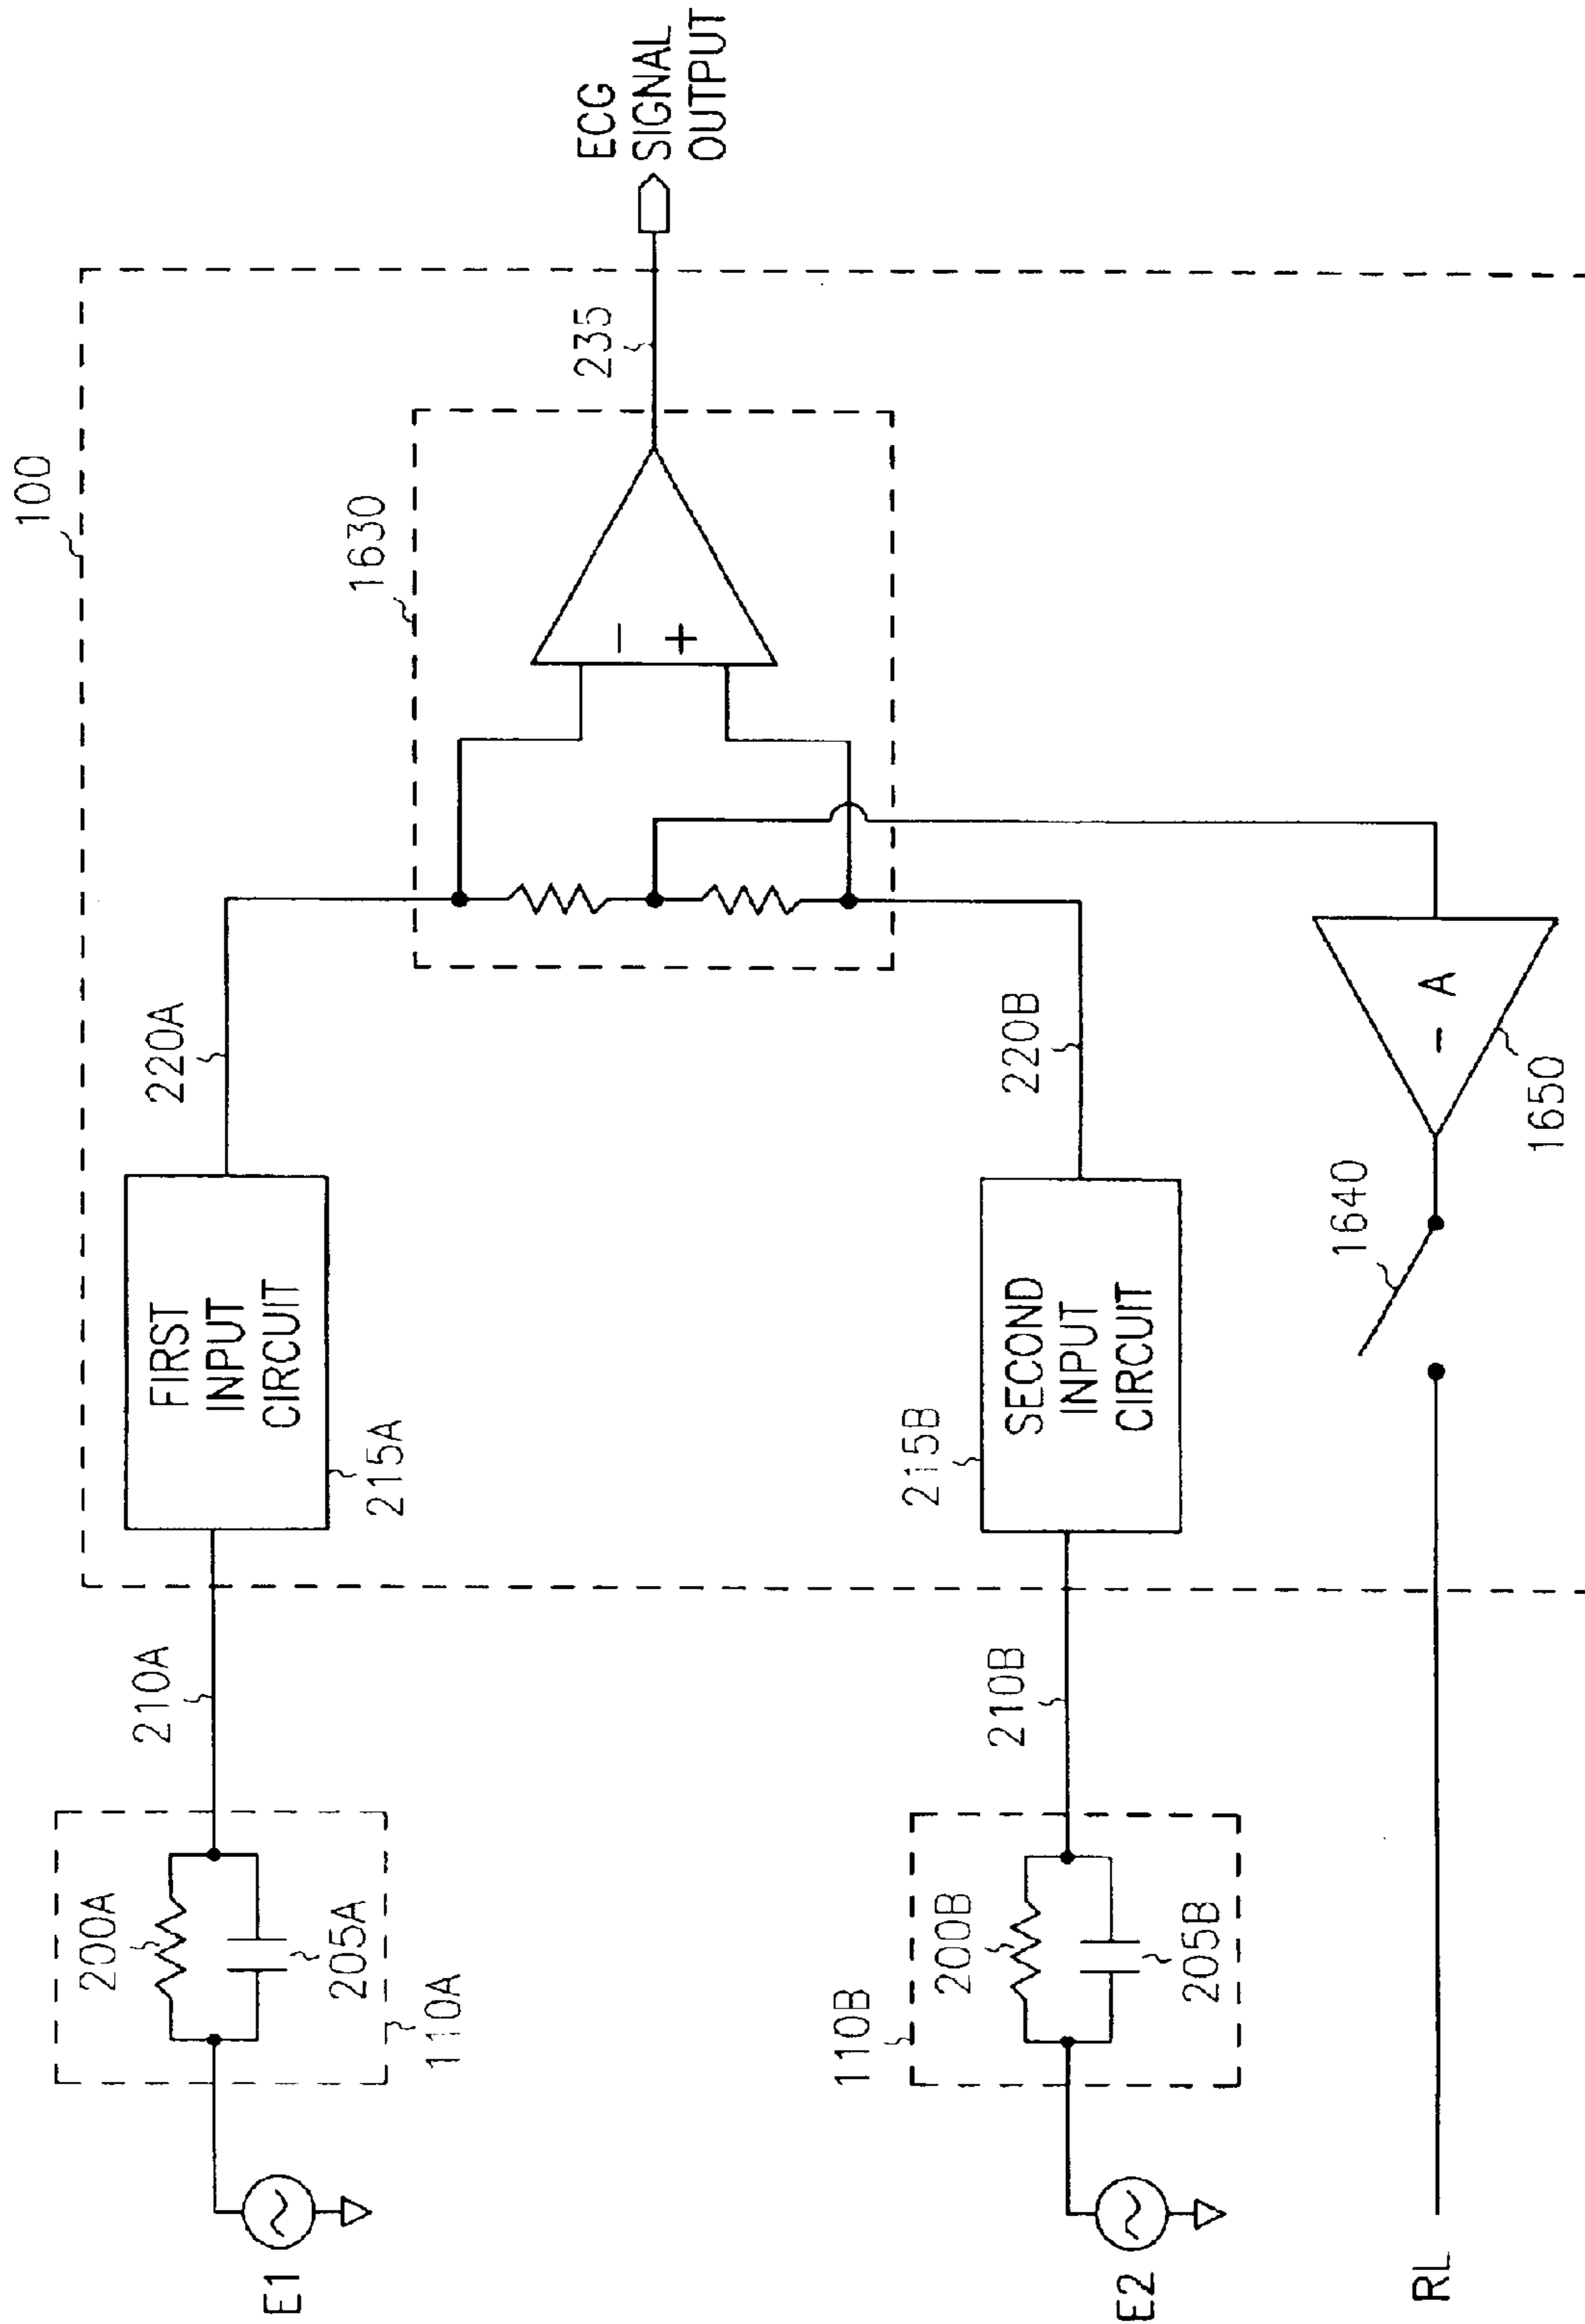 100
1630
235
ECG
SIGNAL
OUTPUT
−
+
220A
FIRST
INPUT
CIRCUIT
215A
210A
200A
205A
110A
E1
220B
SECOND
INPUT
CIRCUIT
215B
210B
200B
205B
110B
E2
- A
1650
1640
RL